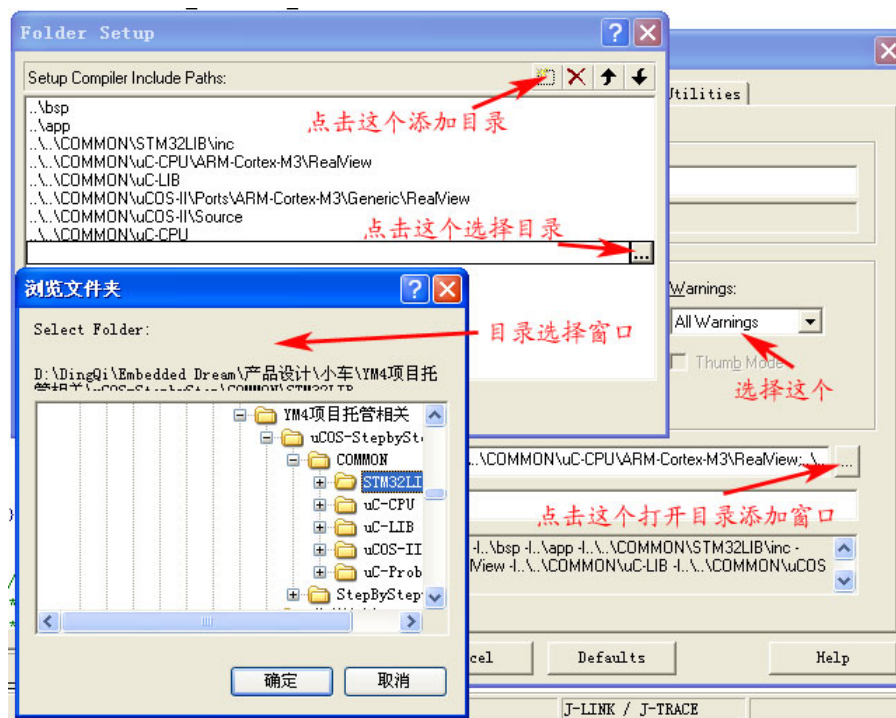 Folder Setup
Setup Compiler Include Paths:
点击这个添加目录
..\bsp
..\app
..\..\COMMON\STM32LIB\inc
..\..\COMMON\uC-CPU\ARM-Cortex-M3\RealView
..\..\COMMON\uC-LIB
..\..\COMMON\uCOS-II\Ports\ARM-Cortex-M3\Generic\RealView
..\..\COMMON\uCOS-II\Source
..\..\COMMON\uC-CPU
点击这个选择目录
...
浏览文件夹
Select Folder:
目录选择窗口
D:\DingQi\Embedded Dream\产品设计\小车\YM4项目托
管相关\uCOS-StepbyStep\COMMON\STM32LIB
YM4项目托管相关
uCOS-StepbySt
COMMON
STM32LI
uC-CPU
uC-LIB
uCOS-II
uC-Prob
StepByStep
确定
取消
Utilities
Warnings:
All Warnings
Thumb Mode
选择这个
..\COMMON\uC-CPU\ARM-Cortex-M3\RealView;..\..
...
点击这个打开目录添加窗口
-I..\bsp -I..\app -I..\..\COMMON\STM32LIB\inc -
View -I..\..\COMMON\uC-LIB -I..\..\COMMON\uCOS
cel
Defaults
Help
J-LINK / J-TRACE